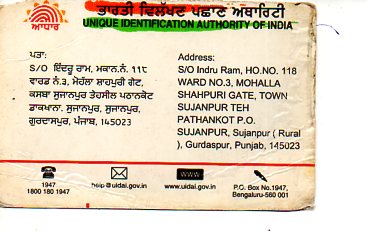 ਭਾਰਤੀ ਵਿਲੱਖਣ ਪਛਾਣ ਅਥਾਰਿਟੀ
UNIQUE IDENTIFICATION AUTHORITY OF INDIA
ਆਧਾਰ
ਪਤਾ:
S/O ਇੰਦਰੂ ਰਾਮ, ਮਕਾਨ.ਨੰ. ੧੧੮
ਵਾਰਡ ਨੰ.3, ਮੋਹੱਲਾ ਸ਼ਾਹਪੁਰੀ ਗੇਟ,
ਕਸਬਾ ਸੁਜਾਨਪੁਰ ਤੇਹਸੀਲ ਪਠਾਨਕੋਟ
ਡਾਕਖਾਨਾ. ਸੁਜਾਨਪੁਰ, ਸੁਜਾਨਪੁਰ,
ਗੁਰਦਾਸਪੁਰ, ਪੰਜਾਬ, 145023
Address:
S/O Indru Ram, HO.NO. 118
WARD NO.3, MOHALLA
SHAHPURI GATE, TOWN
SUJANPUR TEH
PATHANKOT P.O.
SUJANPUR, Sujanpur ( Rural
), Gurdaspur, Punjab, 145023
1947
1800 180 1947
help@uidai.gov.in
WWW
www.uidai.gov.in
P.O. Box No.1947,
Bengaluru-560 001